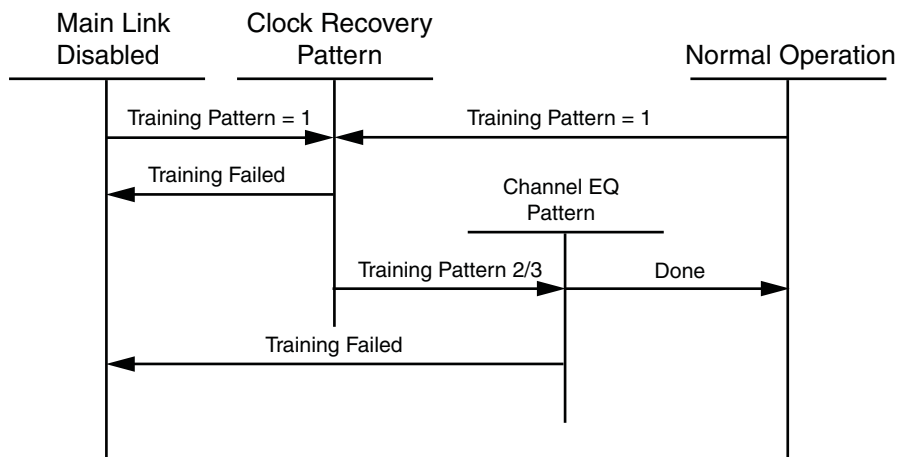 Main Link
Disabled
Clock Recovery
Pattern
Normal Operation
Training Pattern = 1
Training Pattern = 1
Training Failed
Channel EQ
Pattern
Training Pattern 2/3
Done
Training Failed